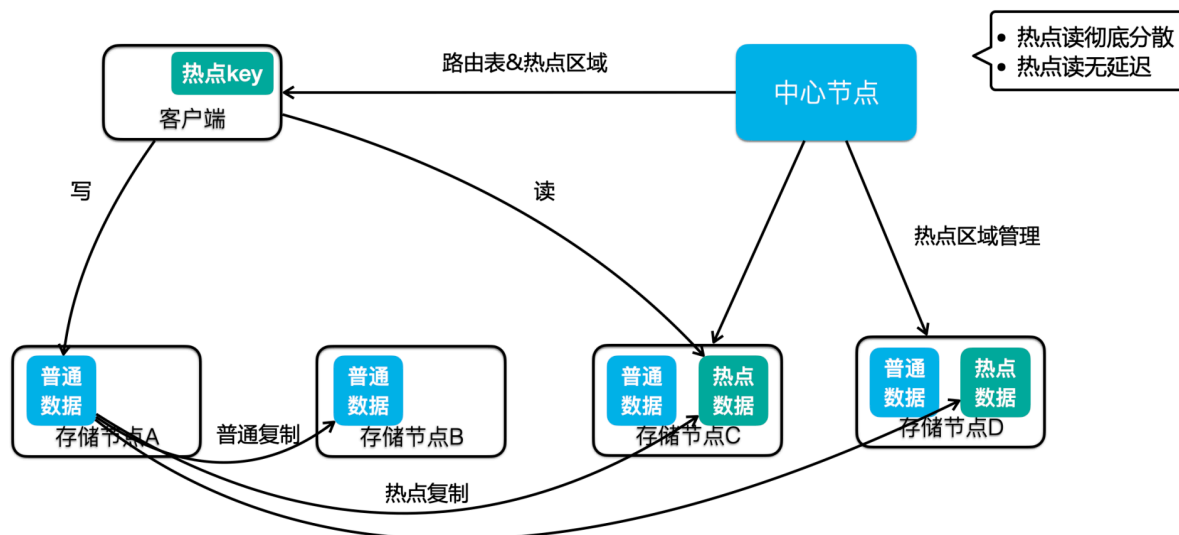 • 热点读彻底分散
• 热点读无延迟
热点key
客户端
路由表&热点区域
中心节点
写
读
热点区域管理
普通
数据
存储节点A
普通
数据
存储节点B
普通
数据
热点
数据
存储节点C
普通
数据
热点
数据
存储节点D
普通复制
热点复制